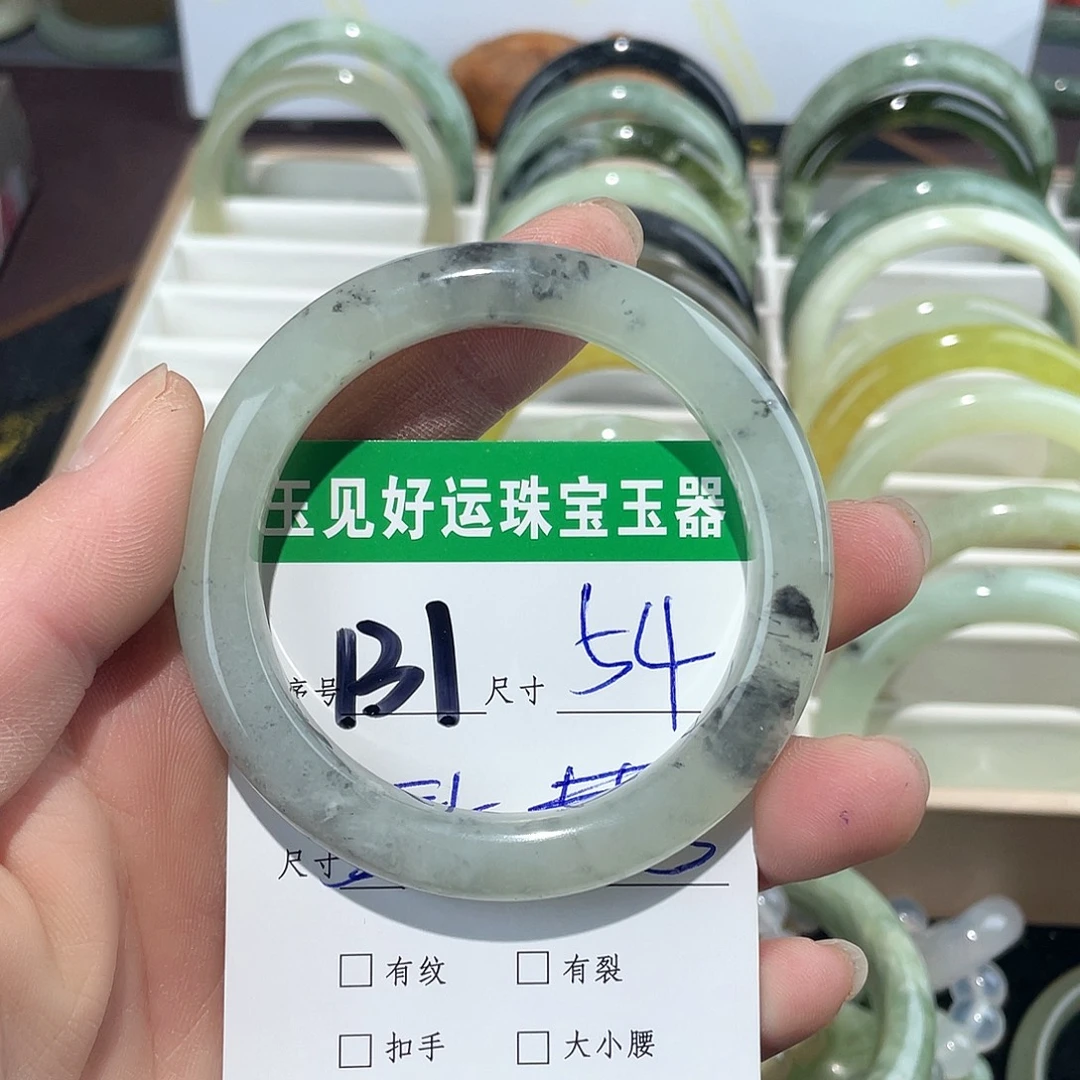 玉见好运珠宝玉器
序号 B1 尺寸 54
尺寸
□ 有纹 □ 有裂
□ 扣手 □ 大小腰